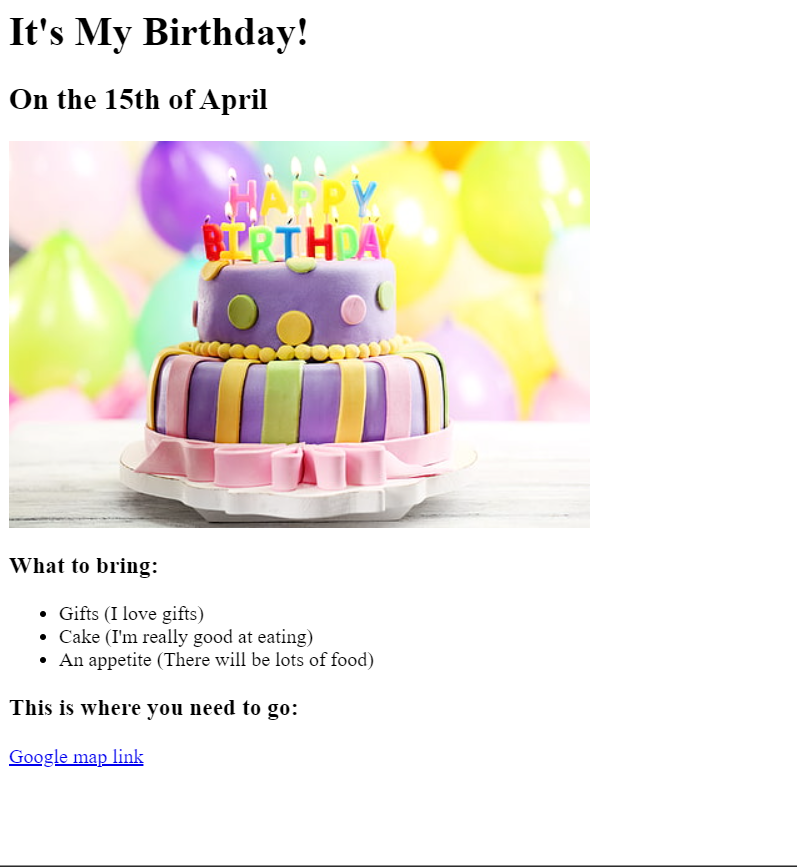 It's My Birthday!
On the 15th of April
HAPPY
BIRTHDAY
What to bring:
Gifts (I love gifts)
Cake (I'm really good at eating)
An appetite (There will be lots of food)
This is where you need to go:
Google map link